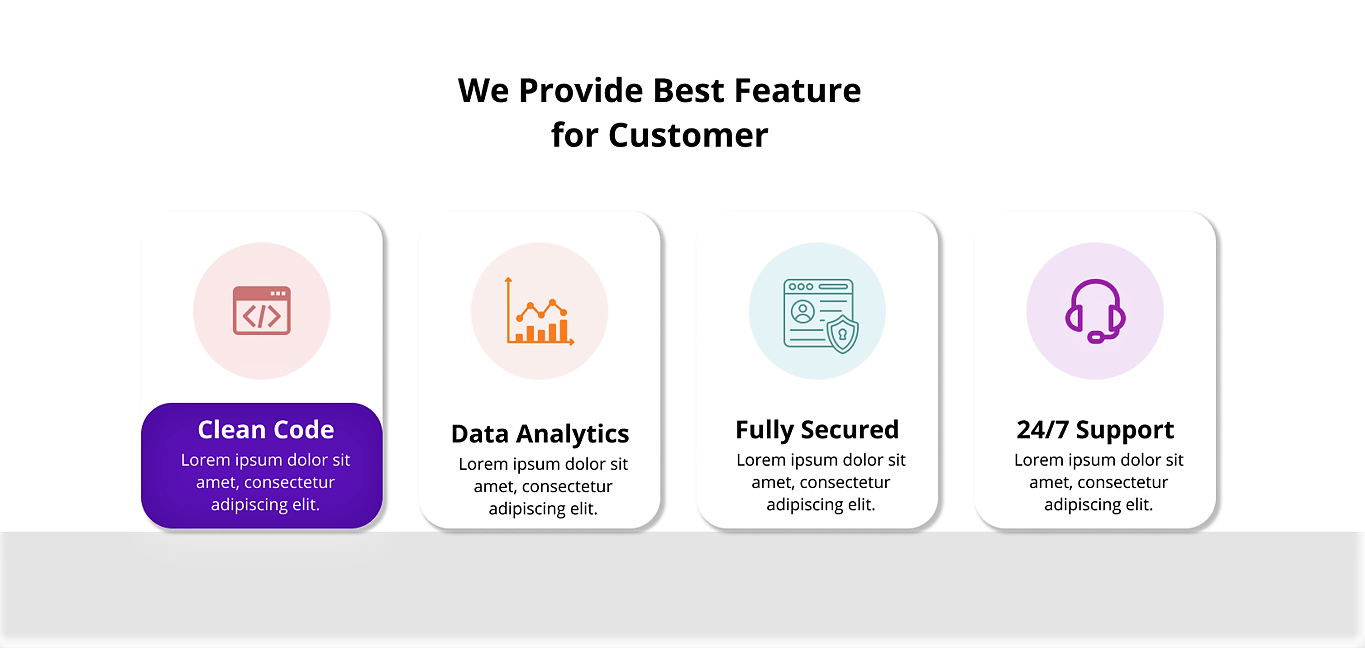 We Provide Best Feature
for Customer
Clean Code
Lorem ipsum dolor sit
amet, consectetur
adipiscing elit.
Data Analytics
Lorem ipsum dolor sit
amet, consectetur
adipiscing elit.
Fully Secured
Lorem ipsum dolor sit
amet, consectetur
adipiscing elit.
24/7 Support
Lorem ipsum dolor sit
amet, consectetur
adipiscing elit.